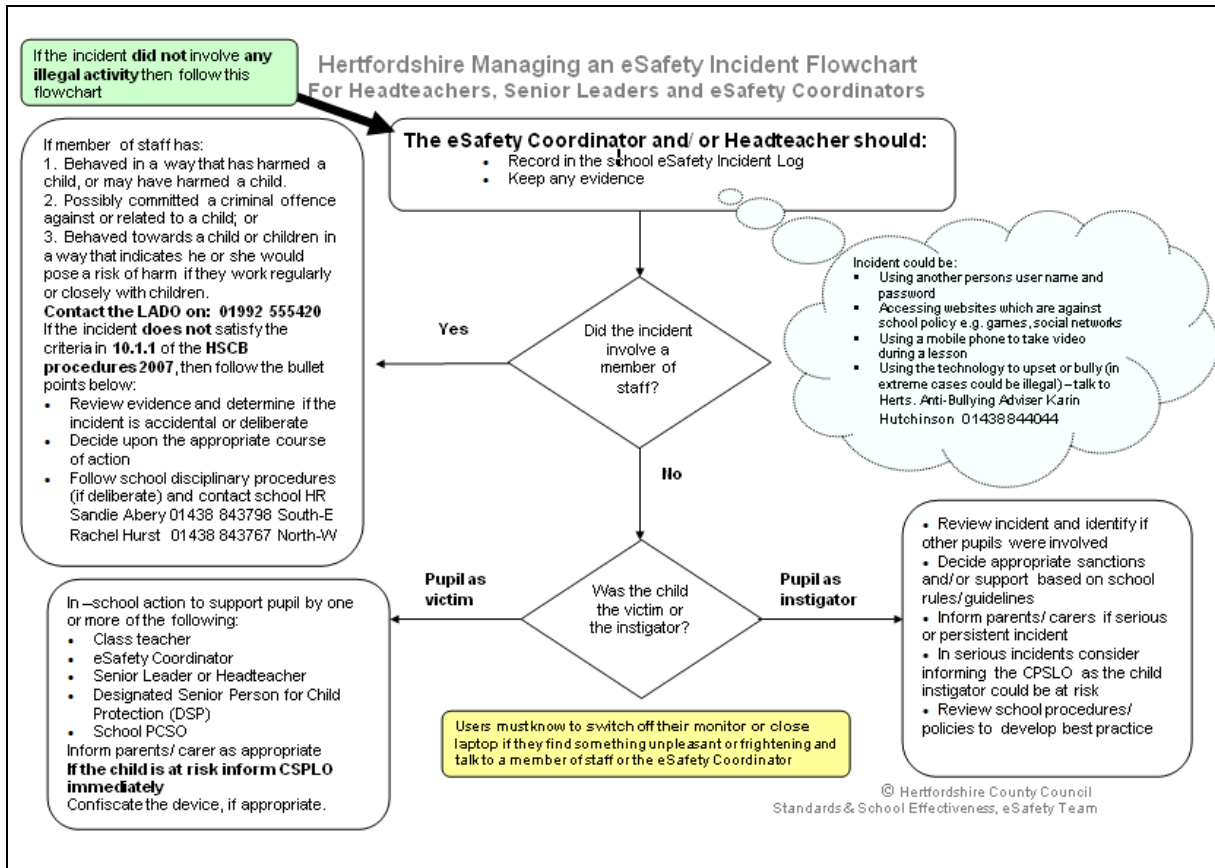 If the incident did not involve any
illegal activity then follow this
flowchart
Hertfordshire Managing an eSafety Incident Flowchart
For Headteachers, Senior Leaders and eSafety Coordinators
The eSafety Coordinator and/ or Headteacher should:
• Record in the school eSafety Incident Log
• Keep any evidence
If member of staff has:
1. Behaved in a way that has harmed a
child, or may have harmed a child.
2. Possibly committed a criminal offence
against or related to a child; or
3. Behaved towards a child or children in
a way that indicates he or she would
pose a risk of harm if they work regularly
or closely with children.
Contact the LADO on: 01992 555420
If the incident does not satisfy the
criteria in 10.1.1 of the HSCB
procedures 2007, then follow the bullet
points below:
• Review evidence and determine if the
incident is accidental or deliberate
• Decide upon the appropriate course
of action
• Follow school disciplinary procedures
(if deliberate) and contact school HR
Sandie Abery 01438 843798 South-E
Rachel Hurst 01438 843767 North-W
Yes
Did the incident
involve a
member of
staff?
Incident could be:
▪ Using another persons user name and
password
▪ Accessing websites which are against
school policy e.g. games, social networks
▪ Using a mobile phone to take video
during a lesson
▪ Using the technology to upset or bully (in
extreme cases could be illegal) – talk to
Herts. Anti-Bullying Adviser Karin
Hutchinson 01438844044
No
Pupil as
victim
Was the child
the victim or
the instigator?
Pupil as
instigator
In –school action to support pupil by one
or more of the following:
• Class teacher
• eSafety Coordinator
• Senior Leader or Headteacher
• Designated Senior Person for Child
Protection (DSP)
• School PCSO
Inform parents/ carer as appropriate
If the child is at risk inform CSPLO
immediately
Confiscate the device, if appropriate.
• Review incident and identify if
other pupils were involved
• Decide appropriate sanctions
and/ or support based on school
rules/ guidelines
• Inform parents/ carers if serious
or persistent incident
• In serious incidents consider
informing the CPSLO as the child
instigator could be at risk
• Review school procedures/
policies to develop best practice
Users must know to switch off their monitor or close
laptop if they find something unpleasant or frightening and
talk to a member of staff or the eSafety Coordinator
© Hertfordshire County Council
Standards & School Effectiveness, eSafety Team